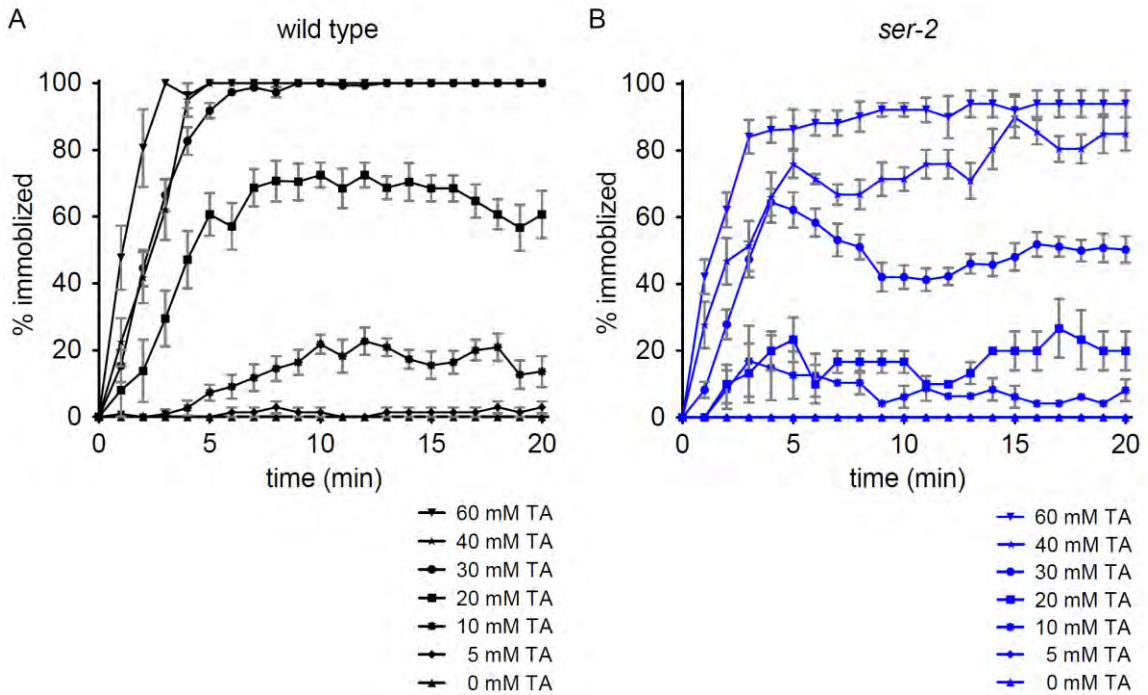 A
wild type
% immoblized
100
80
60
40
20
0
0
5
10
15
20
time (min)
60 mM TA
40 mM TA
30 mM TA
20 mM TA
10 mM TA
5 mM TA
0 mM TA
B
ser-2
% immoblized
100
80
60
40
20
0
0
5
10
15
20
time (min)
60 mM TA
40 mM TA
30 mM TA
20 mM TA
10 mM TA
5 mM TA
0 mM TA